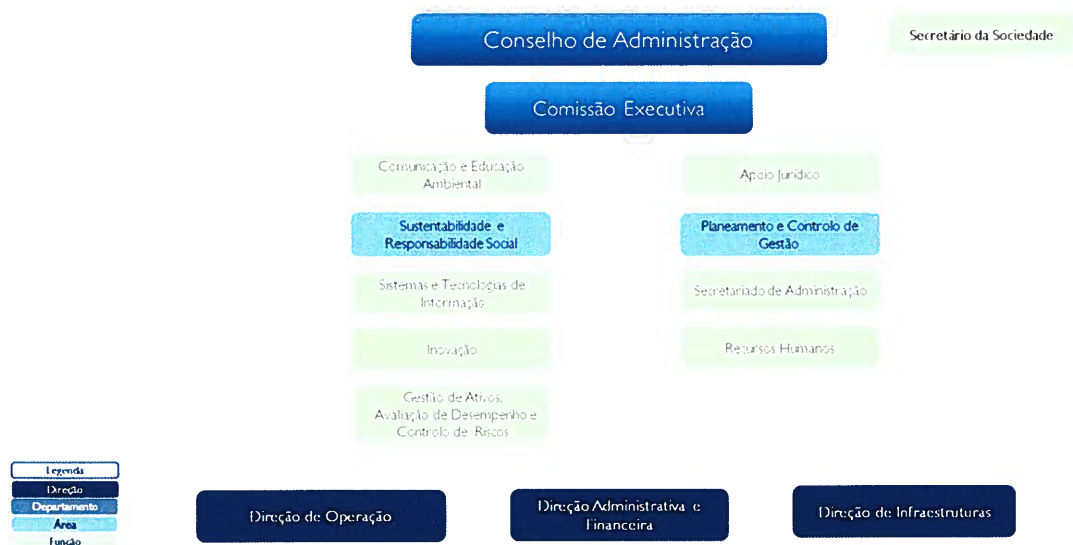 Conselho de Administração
Secretário da Sociedade
Comissão Executiva
Comunicação e Educação
Ambiental
Apoio Jurídico
Sustentabilidade e
Responsabilidade Social
Planeamento e Controlo de
Gestão
Sistemas e Tecnologias de
Informação
Secretariado de Administração
Inovação
Recursos Humanos
Gestão de Ativos,
Avaliação de Desempenho e
Controlo de Riscos
Legenda
Direção
Departamento
Área
Função
Direção de Operação
Direção Administrativa e
Financeira
Direção de Infraestruturas